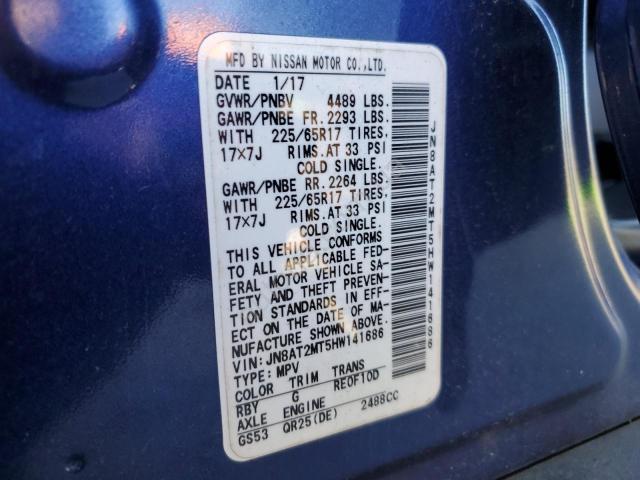 MFD BY NISSAN MOTOR CO.,LTD.
DATE 1/17
GVWR/PNBV 4489 LBS.
GAWR/PNBE FR. 2293 LBS.
WITH 225/65R17 TIRES.
17×7J RIMS.AT 33 PSI
COLD SINGLE.
GAWR/PNBE RR. 2264 LBS.
WITH 225/65R17 TIRES.
17×7J RIMS.AT 33 PSI
COLD SINGLE.
THIS VEHICLE CONFORMS
TO ALL APPLICABLE FED-
ERAL MOTOR VEHICLE SA-
FETY AND THEFT PREVEN-
TION STANDARDS IN EFF-
ECT ON THE DATE OF MA-
NUFACTURE SHOWN ABOVE.
VIN:JN8AT2MT5HW141686
TYPE:MPV
COLOR TRIM TRANS
RBY G RE0F10D
AXLE ENGINE
GS53 QR25(DE) 2488CC
JN8AT2MT5HW141686